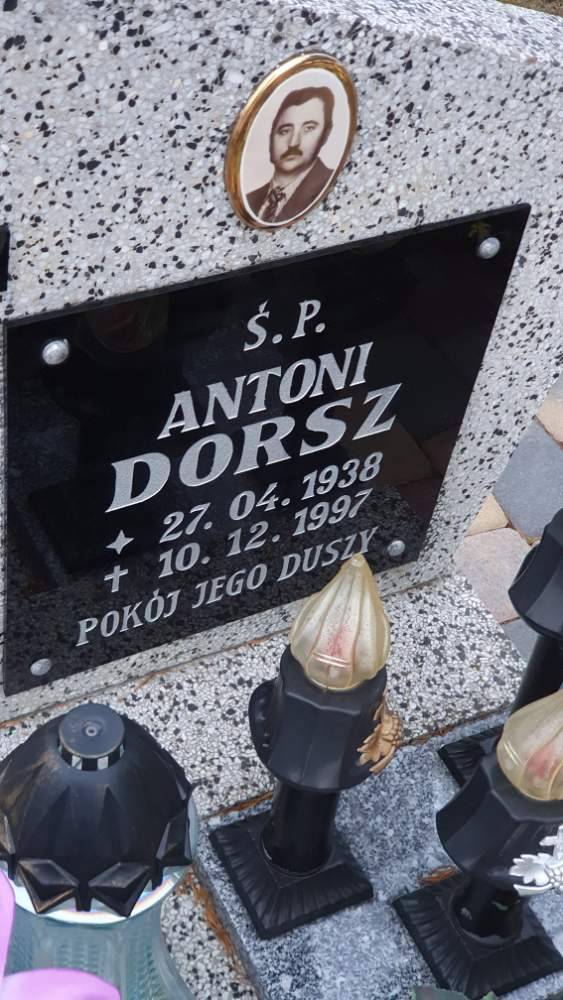 Ś. P.
ANTONI
DORSZ
27. 04. 1938
10. 12. 1997
POKÓJ JEGO DUSZY